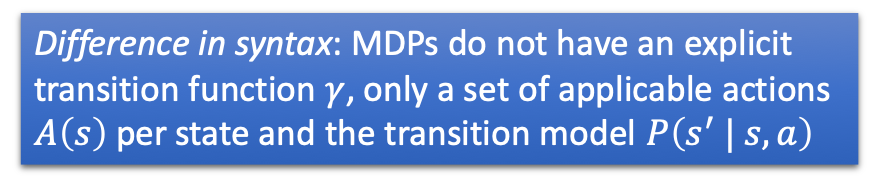 Difference in syntax: MDPs do not have an explicit
transition function γ, only a set of applicable actions
A(s) per state and the transition model P(s′ | s, a)